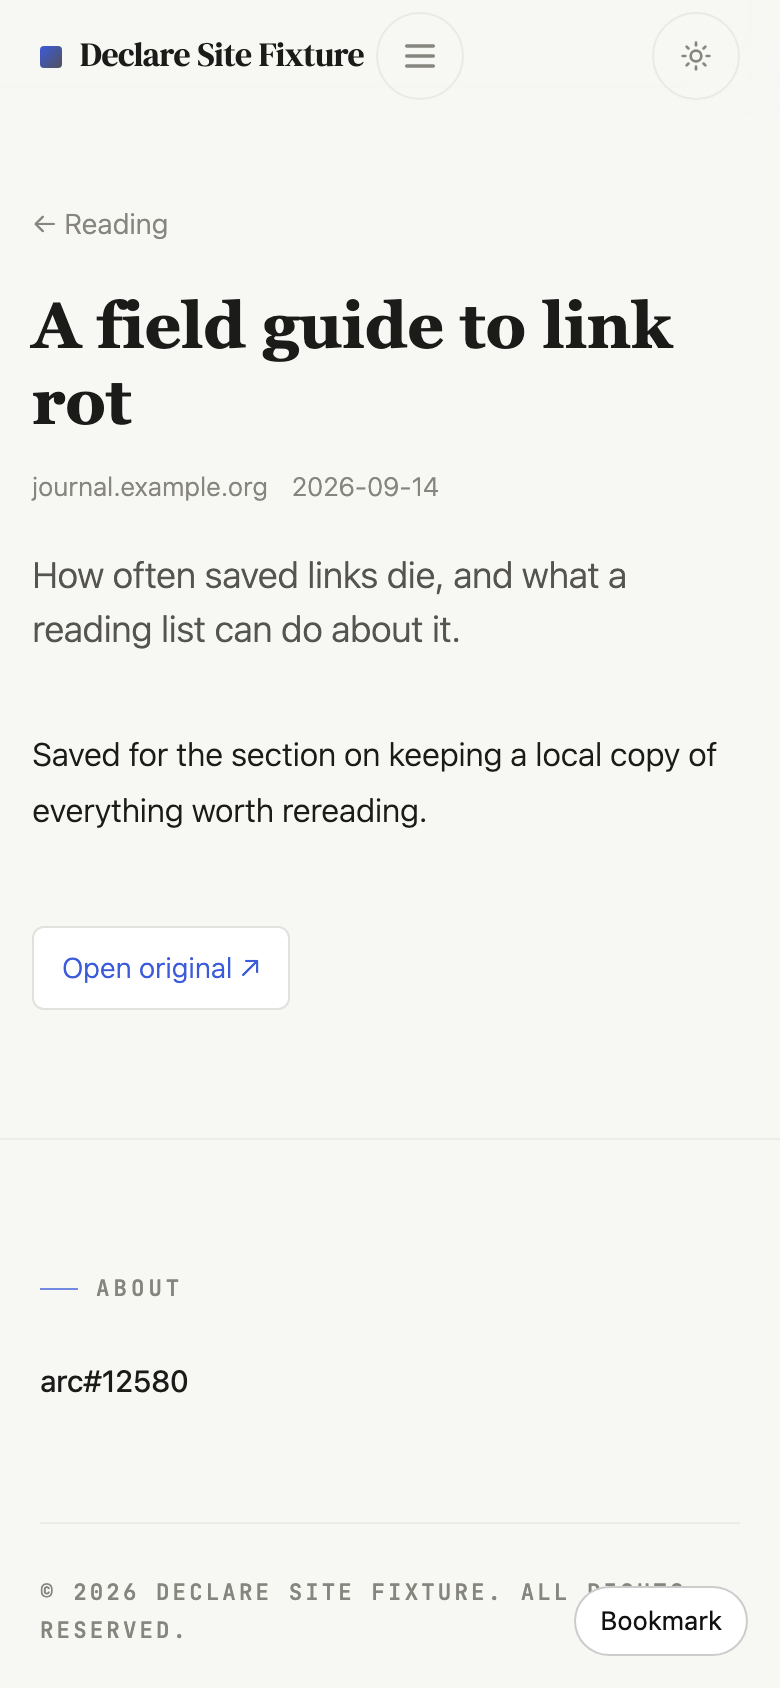 Declare Site Fixture
← Reading
A field guide to link
rot
journal.example.org 2026-09-14
How often saved links die, and what a
reading list can do about it.
Saved for the section on keeping a local copy of
everything worth rereading.
Open original ↗
ABOUT
arc#12580
© 2026 DECLARE SITE FIXTURE. ALL
RESERVED.
Bookmark